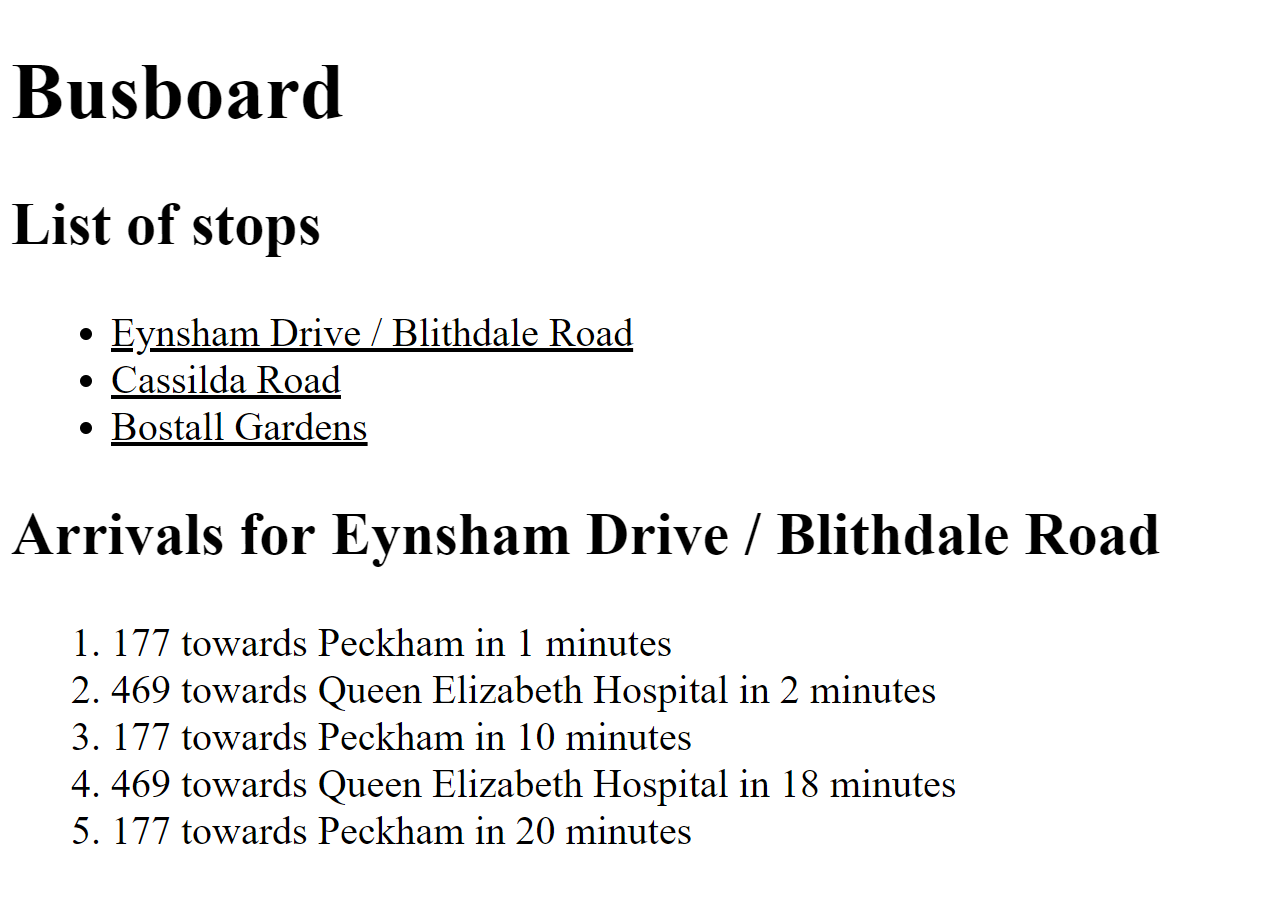 Busboard
List of stops
• Eynsham Drive / Blithdale Road
• Cassilda Road
• Bostall Gardens
Arrivals for Eynsham Drive / Blithdale Road
1. 177 towards Peckham in 1 minutes
2. 469 towards Queen Elizabeth Hospital in 2 minutes
3. 177 towards Peckham in 10 minutes
4. 469 towards Queen Elizabeth Hospital in 18 minutes
5. 177 towards Peckham in 20 minutes